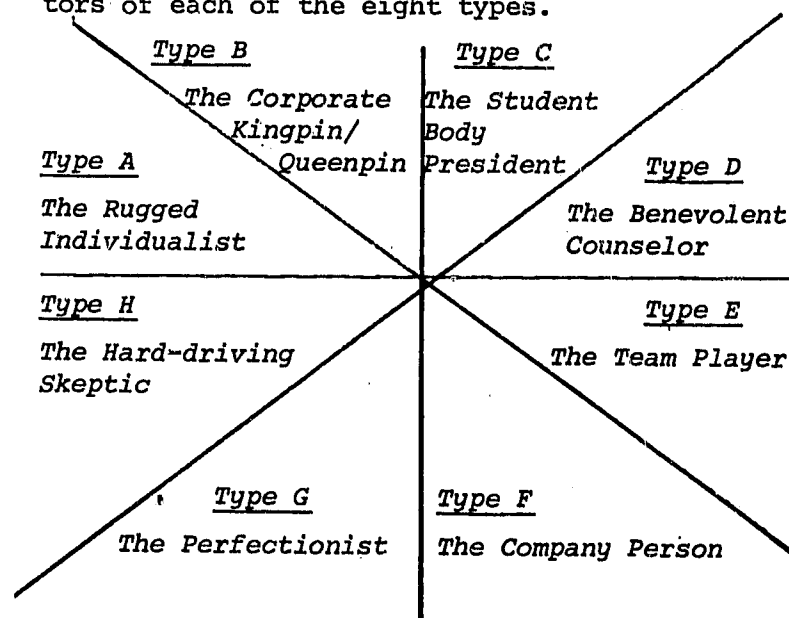 tors of each of the eight types.
Type B
The Corporate
Kingpin/
Queenpin
Type C
The Student
Body
President
Type A
The Rugged
Individualist
Type D
The Benevolent
Counselor
Type H
The Hard-driving
Skeptic
Type E
The Team Player
Type G
The Perfectionist
Type F
The Company Person